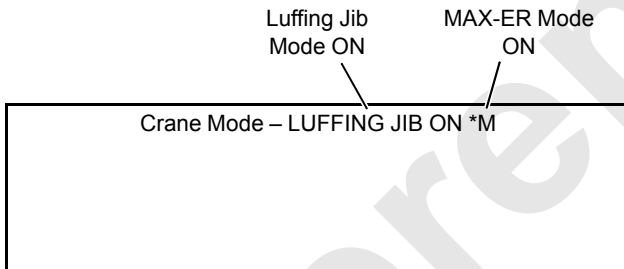 Luffing Jib
Mode ON
MAX-ER Mode
ON
Crane Mode – LUFFING JIB ON *M